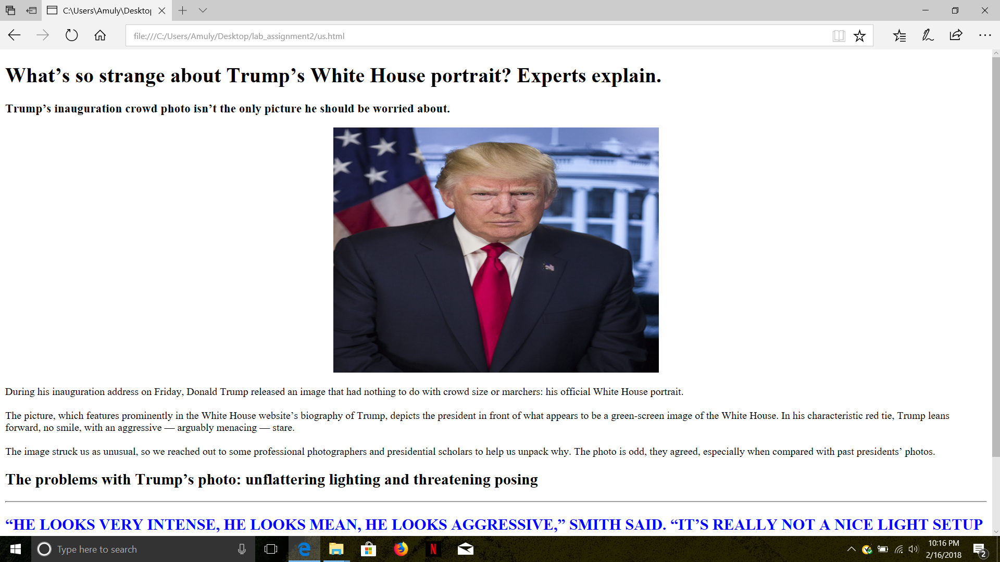 C:\Users\Amuly\Desktop
file:///C:/Users/Amuly/Desktop/lab_assignment2/us.html
What’s so strange about Trump’s White House portrait? Experts explain.
Trump’s inauguration crowd photo isn’t the only picture he should be worried about.
During his inauguration address on Friday, Donald Trump released an image that had nothing to do with crowd size or marchers: his official White House portrait.
The picture, which features prominently in the White House website’s biography of Trump, depicts the president in front of what appears to be a green-screen image of the White House. In his characteristic red tie, Trump leans
forward, no smile, with an aggressive — arguably menacing — stare.
The image struck us as unusual, so we reached out to some professional photographers and presidential scholars to help us unpack why. The photo is odd, they agreed, especially when compared with past presidents’ photos.
The problems with Trump’s photo: unflattering lighting and threatening posing
“HE LOOKS VERY INTENSE, HE LOOKS MEAN, HE LOOKS AGGRESSIVE,” SMITH SAID. “IT’S REALLY NOT A NICE LIGHT SETUP
Type here to search
N
10:16 PM
2/16/2018
2